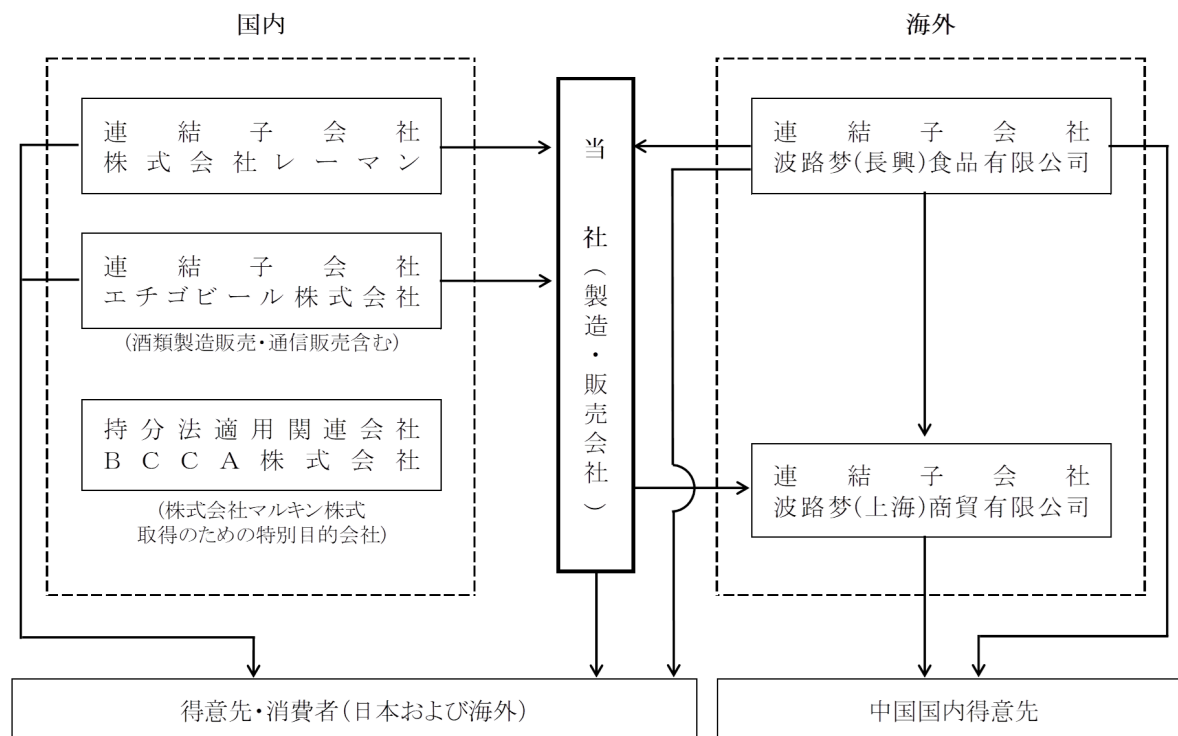 国内
海外
連結子会社
株式会社レーマン
連結子会社
エチゴビール株式会社
(酒類製造販売・通信販売含む)
持分法適用関連会社
BCCA株式会社
(株式会社マルキン株式
取得のための特別目的会社)
当社(製造・販売会社)
連結子会社
波路梦(長興)食品有限公司
連結子会社
波路梦(上海)商貿有限公司
得意先・消費者(日本および海外)
中国国内得意先